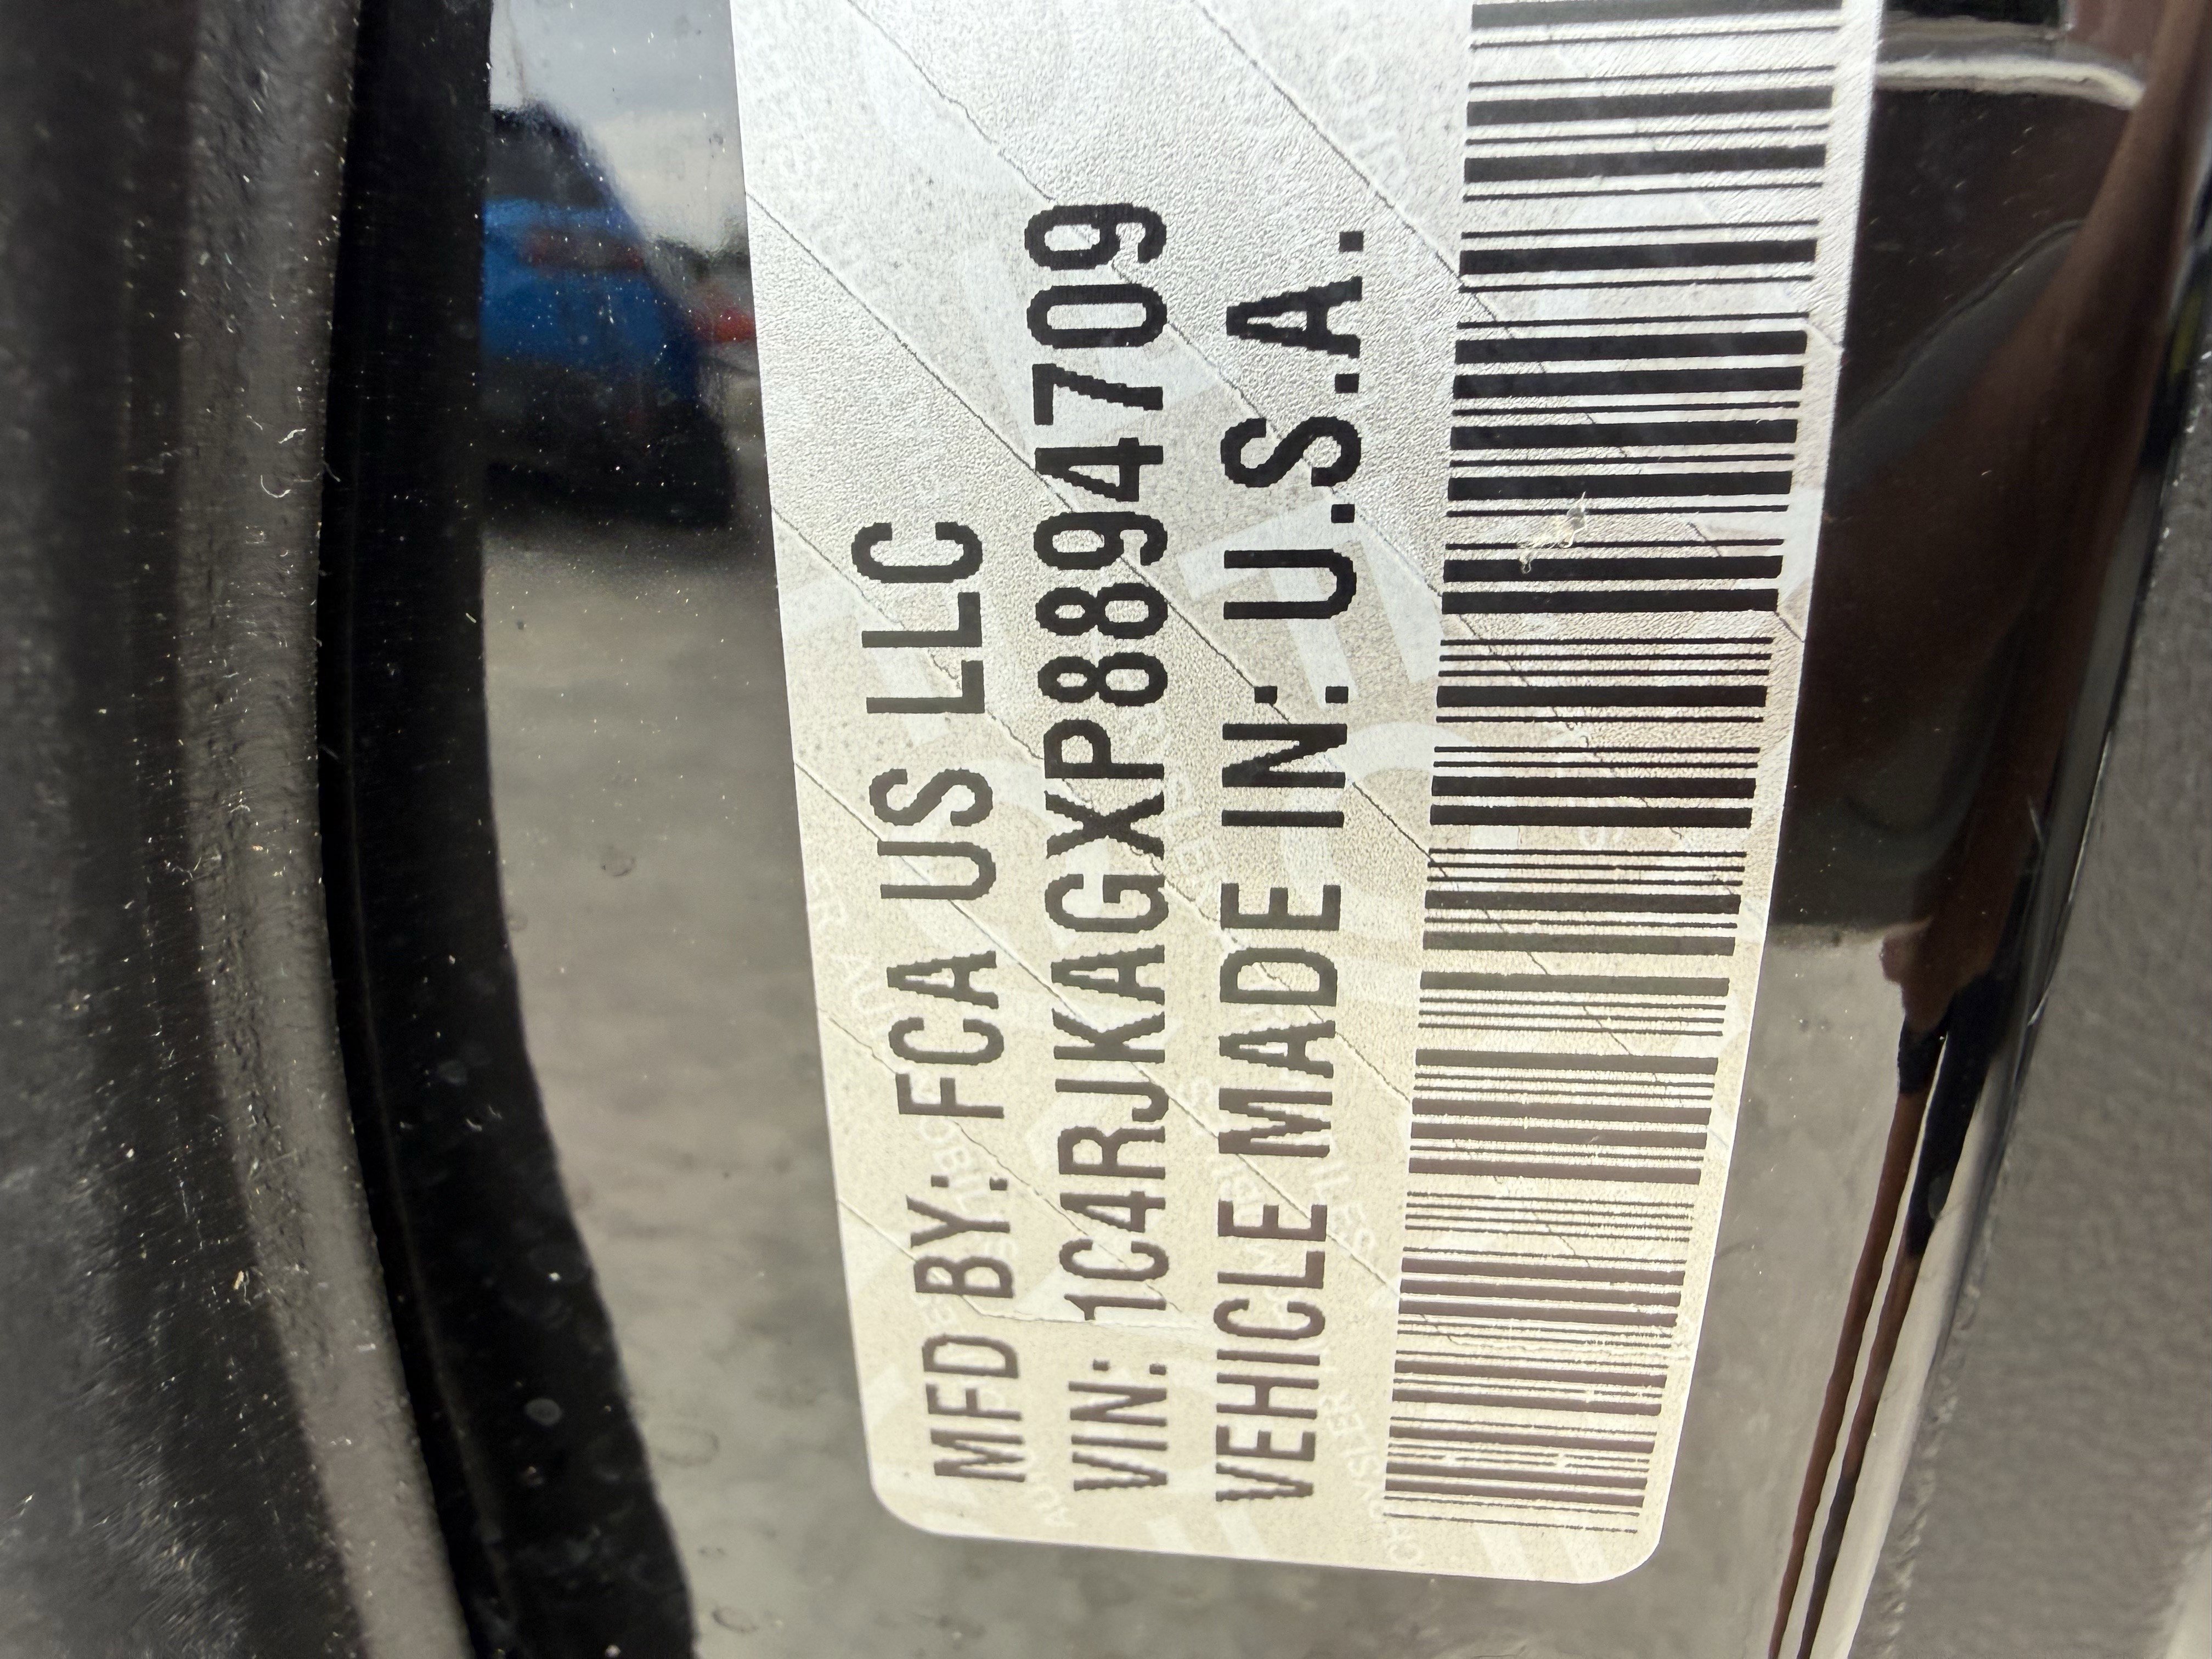 MFD BY: FCA US LLC
VIN: 1C4RJKAGXP8894709
VEHICLE MADE IN: U.S.A.